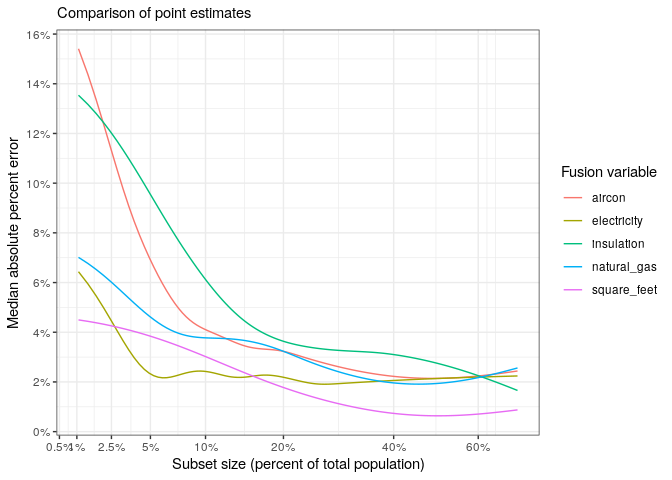 Comparison of point estimates
16%
14%
12%
10%
8%
6%
4%
2%
0%
Median absolute percent error
0.5% 1% 2.5% 5% 10% 20% 40% 60%
Subset size (percent of total population)
Fusion variable
aircon
electricity
insulation
natural_gas
square_feet